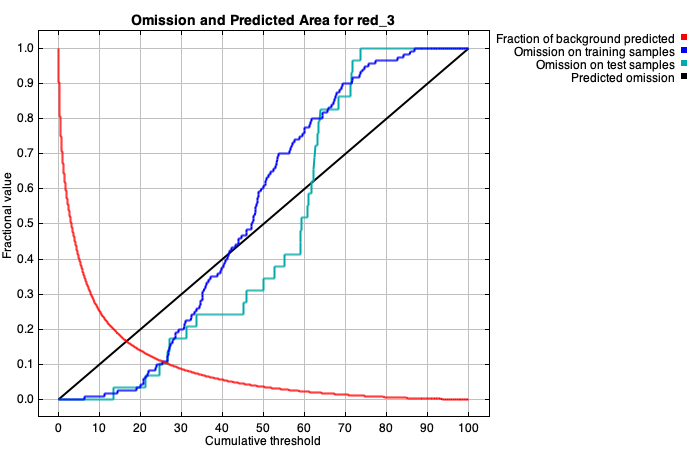 Omission and Predicted Area for red_3
Fraction of background predicted
Omission on training samples
Omission on test samples
Predicted omission
Fractional value
1.0
0.9
0.8
0.7
0.6
0.5
0.4
0.3
0.2
0.1
0.0
0 10 20 30 40 50 60 70 80 90 100
Cumulative threshold